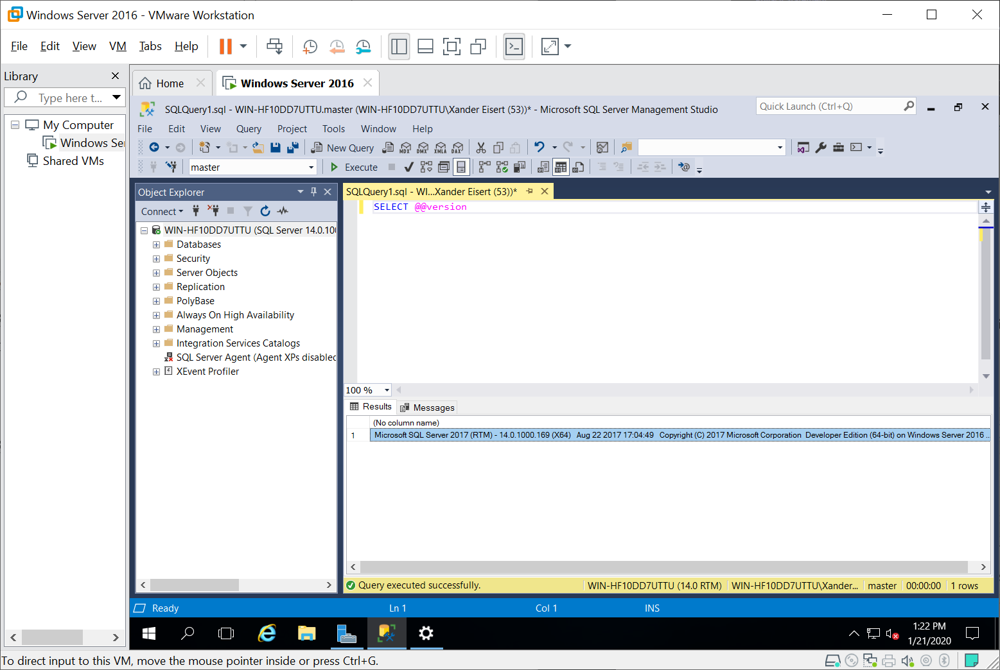 Windows Server 2016 - VMware Workstation
File Edit View VM Tabs Help
Library
Type here t...
My Computer
Windows Ser
Shared VMs
Home
Windows Server 2016
SQLQuery1.sql - WIN-HF10DD7UTTU.master (WIN-HF10DD7UTTU\Xander Eisert (53))* - Microsoft SQL Server Management Studio
Quick Launch (Ctrl+Q)
File Edit View Query Project Tools Window Help
New Query MDX DMX XMLA DAX
master
Execute
Object Explorer
Connect
WIN-HF10DD7UTTU (SQL Server 14.0.10
Databases
Security
Server Objects
Replication
PolyBase
Always On High Availability
Management
Integration Services Catalogs
SQL Server Agent (Agent XPs disabled
XEvent Profiler
SQLQuery1.sql - WI...Xander Eisert (53))*
SELECT @@version
100 %
Results
Messages
(No column name)
1 Microsoft SQL Server 2017 (RTM) - 14.0.1000.169 (X64) Aug 22 2017 17:04:49 Copyright (C) 2017 Microsoft Corporation Developer Edition (64-bit) on Windows Server 2016 ...
Query executed successfully.
WIN-HF10DD7UTTU (14.0 RTM)
WIN-HF10DD7UTTU\Xander...
master
00:00:00
1 rows
Ready
Ln 1
Col 1
INS
1:22 PM
1/21/2020
To direct input to this VM, move the mouse pointer inside or press Ctrl+G.